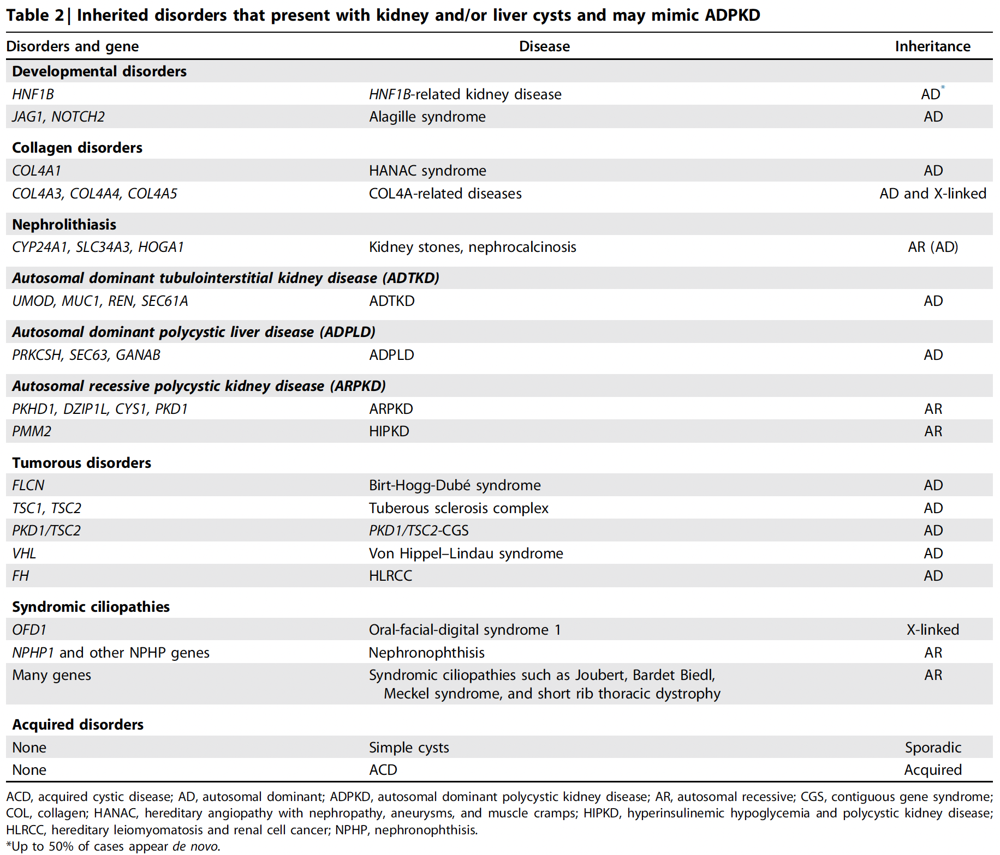 Table 2 | Inherited disorders that present with kidney and/or liver cysts and may mimic ADPKD
Disorders and gene Disease Inheritance
Developmental disorders
HNF1B HNF1B-related kidney disease AD*
JAG1, NOTCH2 Alagille syndrome AD
Collagen disorders
COL4A1 HANAC syndrome AD
COL4A3, COL4A4, COL4A5 COL4A-related diseases AD and X-linked
Nephrolithiasis
CYP24A1, SLC34A3, HOGA1 Kidney stones, nephrocalcinosis AR (AD)
Autosomal dominant tubulointerstitial kidney disease (ADTKD)
UMOD, MUC1, REN, SEC61A ADTKD AD
Autosomal dominant polycystic liver disease (ADPLD)
PRKCSH, SEC63, GANAB ADPLD AD
Autosomal recessive polycystic kidney disease (ARPKD)
PKHD1, DZIP1L, CYS1, PKD1 ARPKD AR
PMM2 HIPKD AR
Tumorous disorders
FLCN Birt-Hogg-Dubé syndrome AD
TSC1, TSC2 Tuberous sclerosis complex AD
PKD1/TSC2 PKD1/TSC2-CGS AD
VHL Von Hippel–Lindau syndrome AD
FH HLRCC AD
Syndromic ciliopathies
OFD1 Oral-facial-digital syndrome 1 X-linked
NPHP1 and other NPHP genes Nephronophthisis AR
Many genes Syndromic ciliopathies such as Joubert, Bardet Biedl, AR
Meckel syndrome, and short rib thoracic dystrophy
Acquired disorders
None Simple cysts Sporadic
None ACD Acquired
ACD, acquired cystic disease; AD, autosomal dominant; ADPKD, autosomal dominant polycystic kidney disease; AR, autosomal recessive; CGS, contiguous gene syndrome;
COL, collagen; HANAC, hereditary angiopathy with nephropathy, aneurysms, and muscle cramps; HIPKD, hyperinsulinemic hypoglycemia and polycystic kidney disease;
HLRCC, hereditary leiomyomatosis and renal cell cancer; NPHP, nephronophthisis.
*Up to 50% of cases appear de novo.